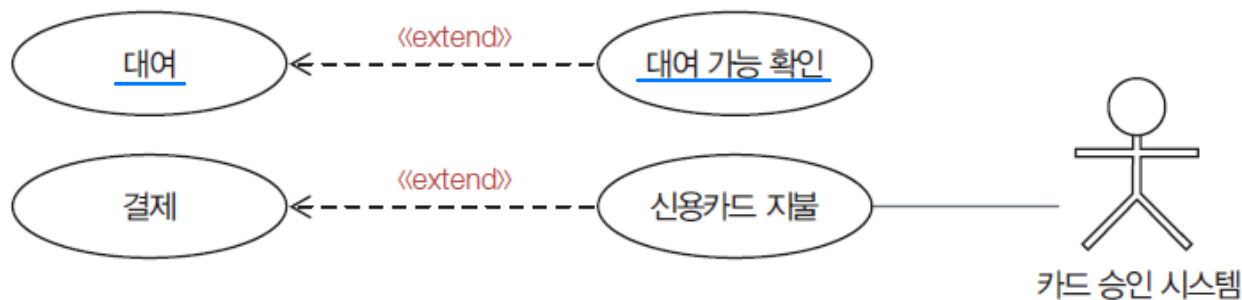 «extend»
대여
대여 가능 확인
«extend»
결제
신용카드 지불
카드 승인 시스템